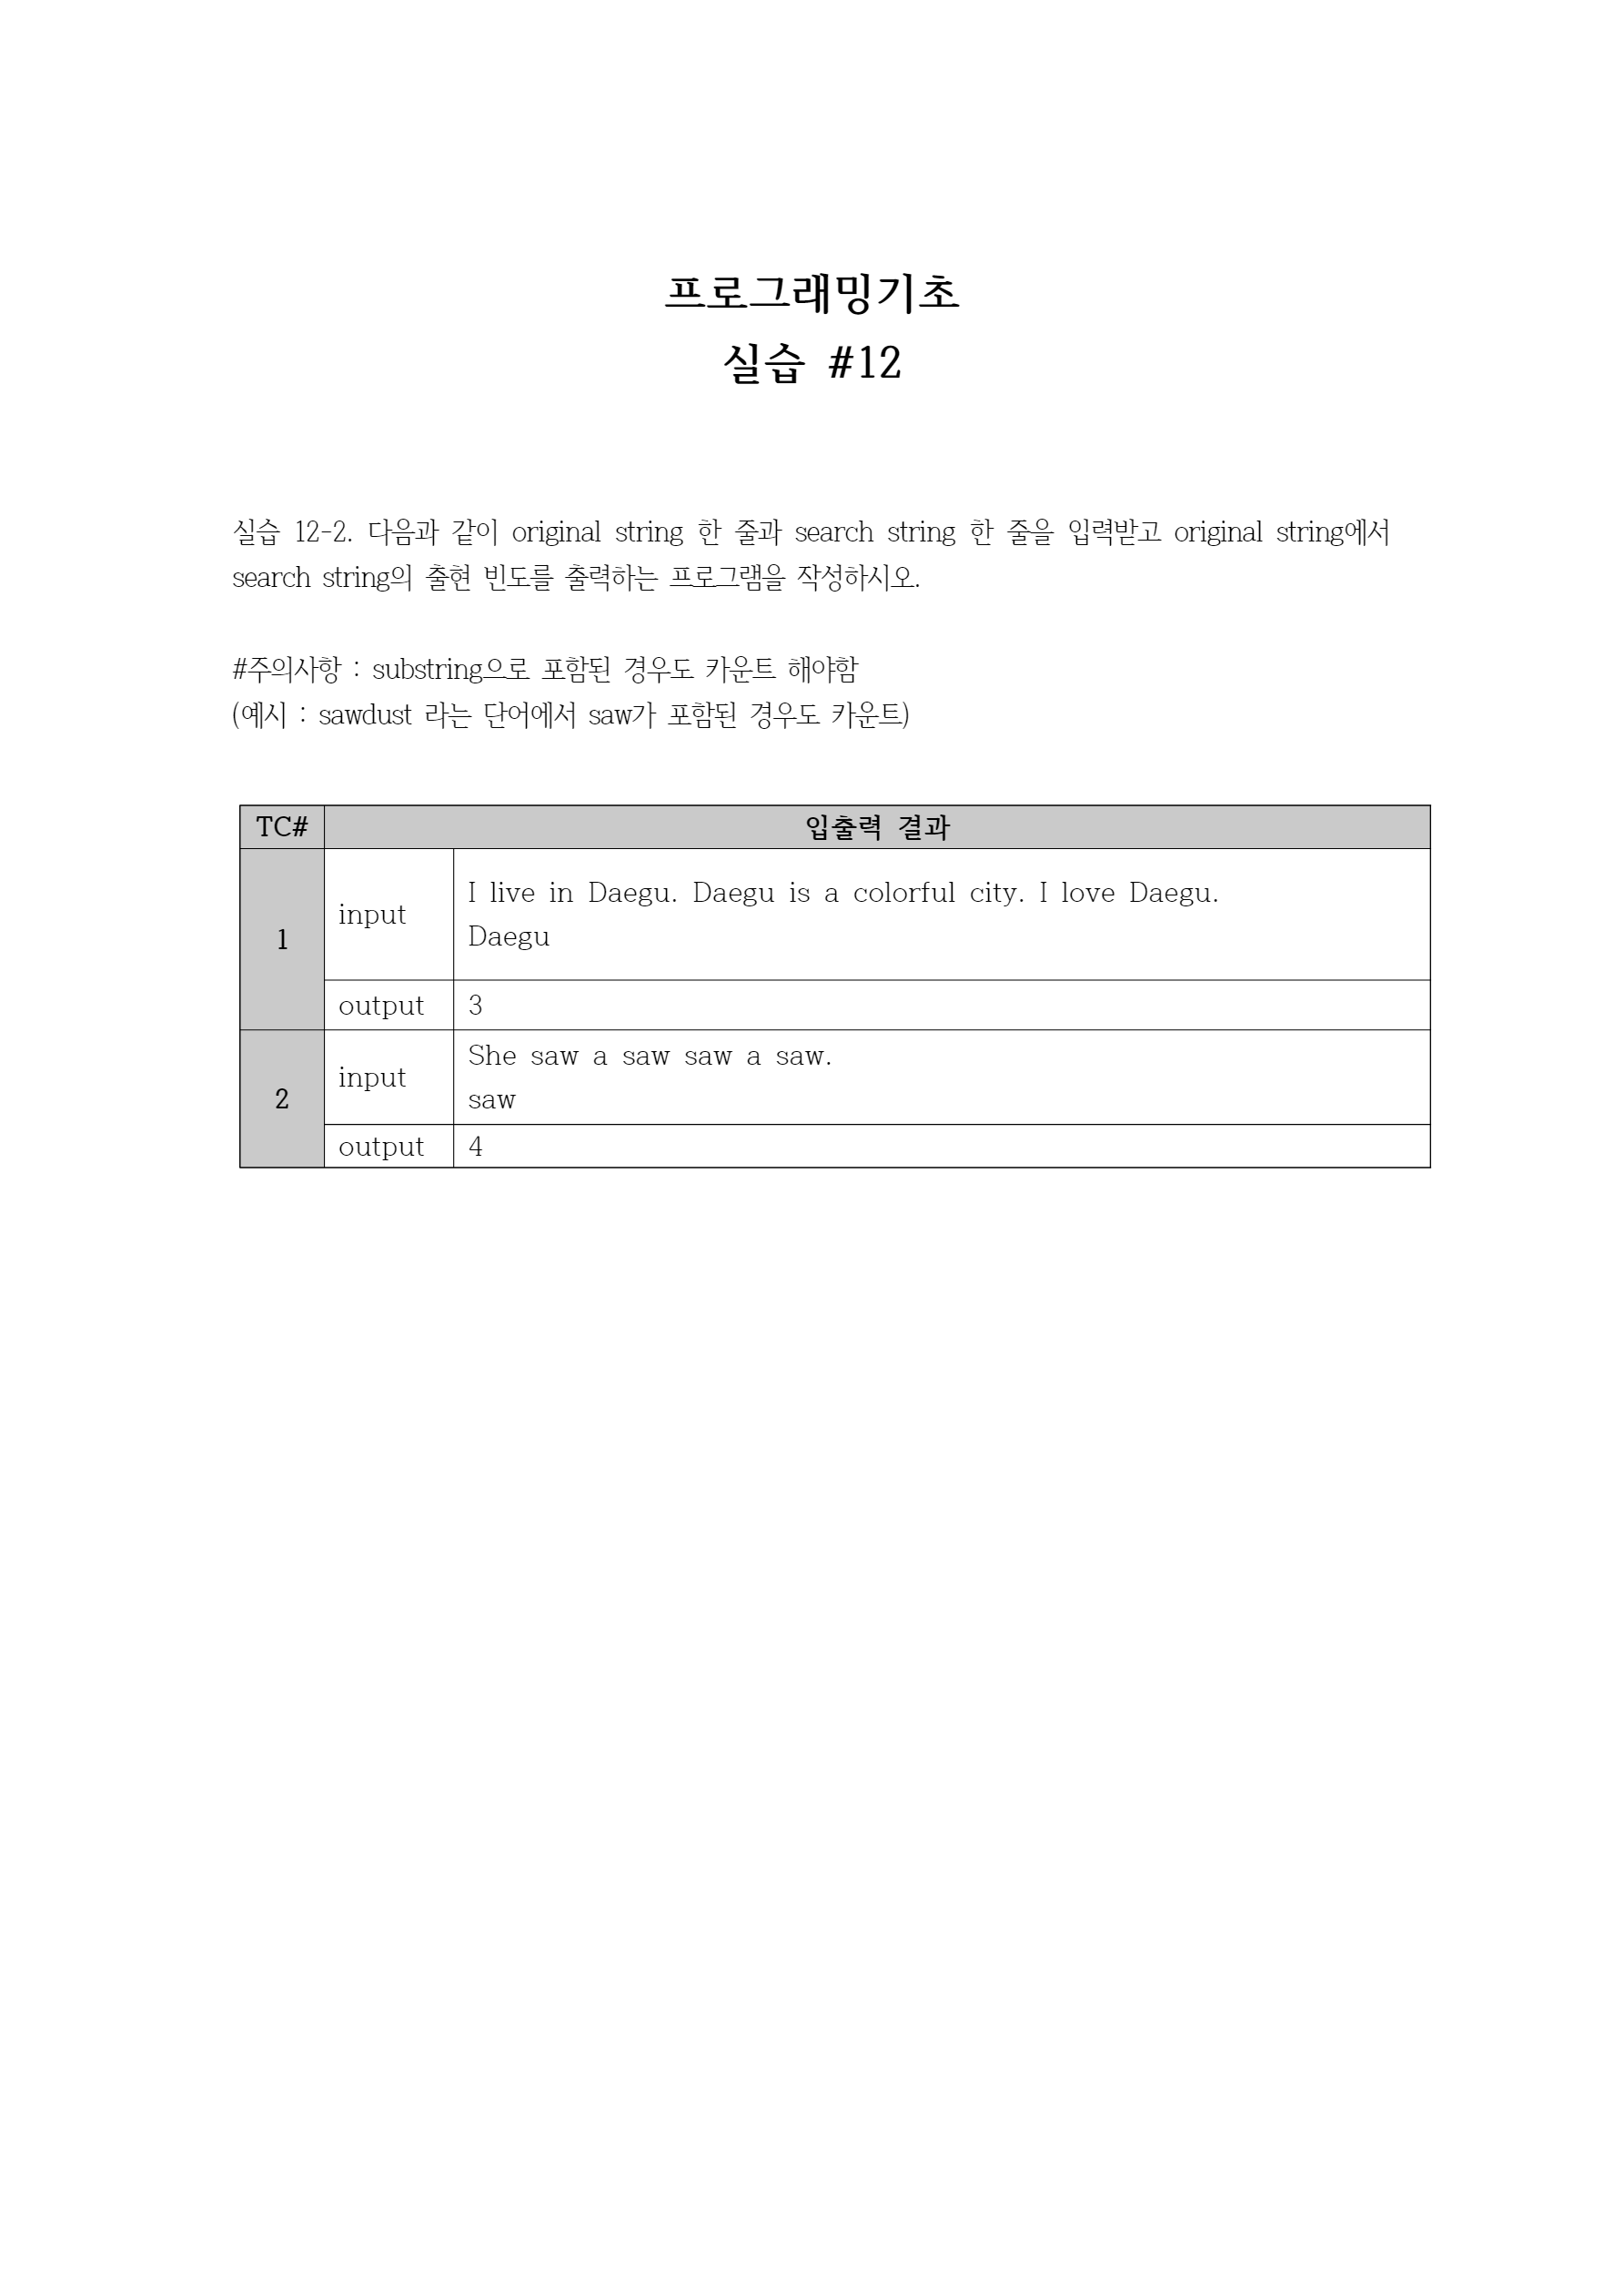 프로그래밍기초
실습 #12
실습 12-2. 다음과 같이 original string 한 줄과 search string 한 줄을 입력받고 original string에서
search string의 출현 빈도를 출력하는 프로그램을 작성하시오.
#주의사항 : substring으로 포함된 경우도 카운트 해야함
(예시 : sawdust 라는 단어에서 saw가 포함된 경우도 카운트)
TC# 입출력 결과
1
input
I live in Daegu. Daegu is a colorful city. I love Daegu.
Daegu
output 3
2
input
She saw a saw saw a saw.
saw
output 4